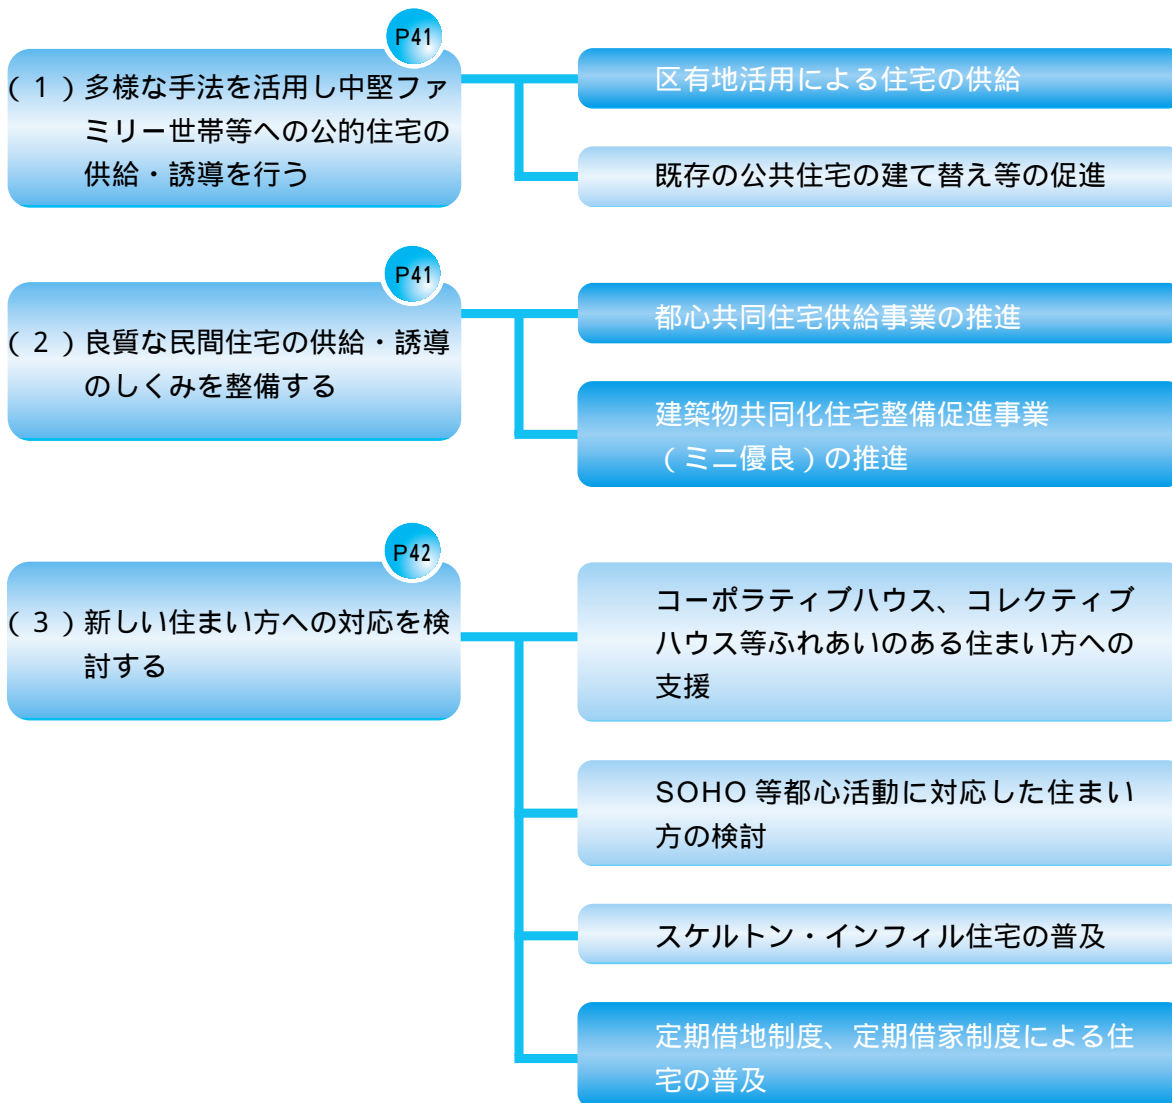 P41
(１)多様な手法を活用し中堅ファ
ミリー世帯等への公的住宅の
供給・誘導を行う
区有地活用による住宅の供給
既存の公共住宅の建て替え等の促進
P41
(２)良質な民間住宅の供給・誘導
のしくみを整備する
都心共同住宅供給事業の推進
建築物共同化住宅整備促進事業
(ミニ優良)の推進
P42
(３)新しい住まい方への対応を検
討する
コーポラティブハウス、コレクティブ
ハウス等ふれあいのある住まい方への
支援
SOHO 等都心活動に対応した住まい
方の検討
スケルトン・インフィル住宅の普及
定期借地制度、定期借家制度による住
宅の普及